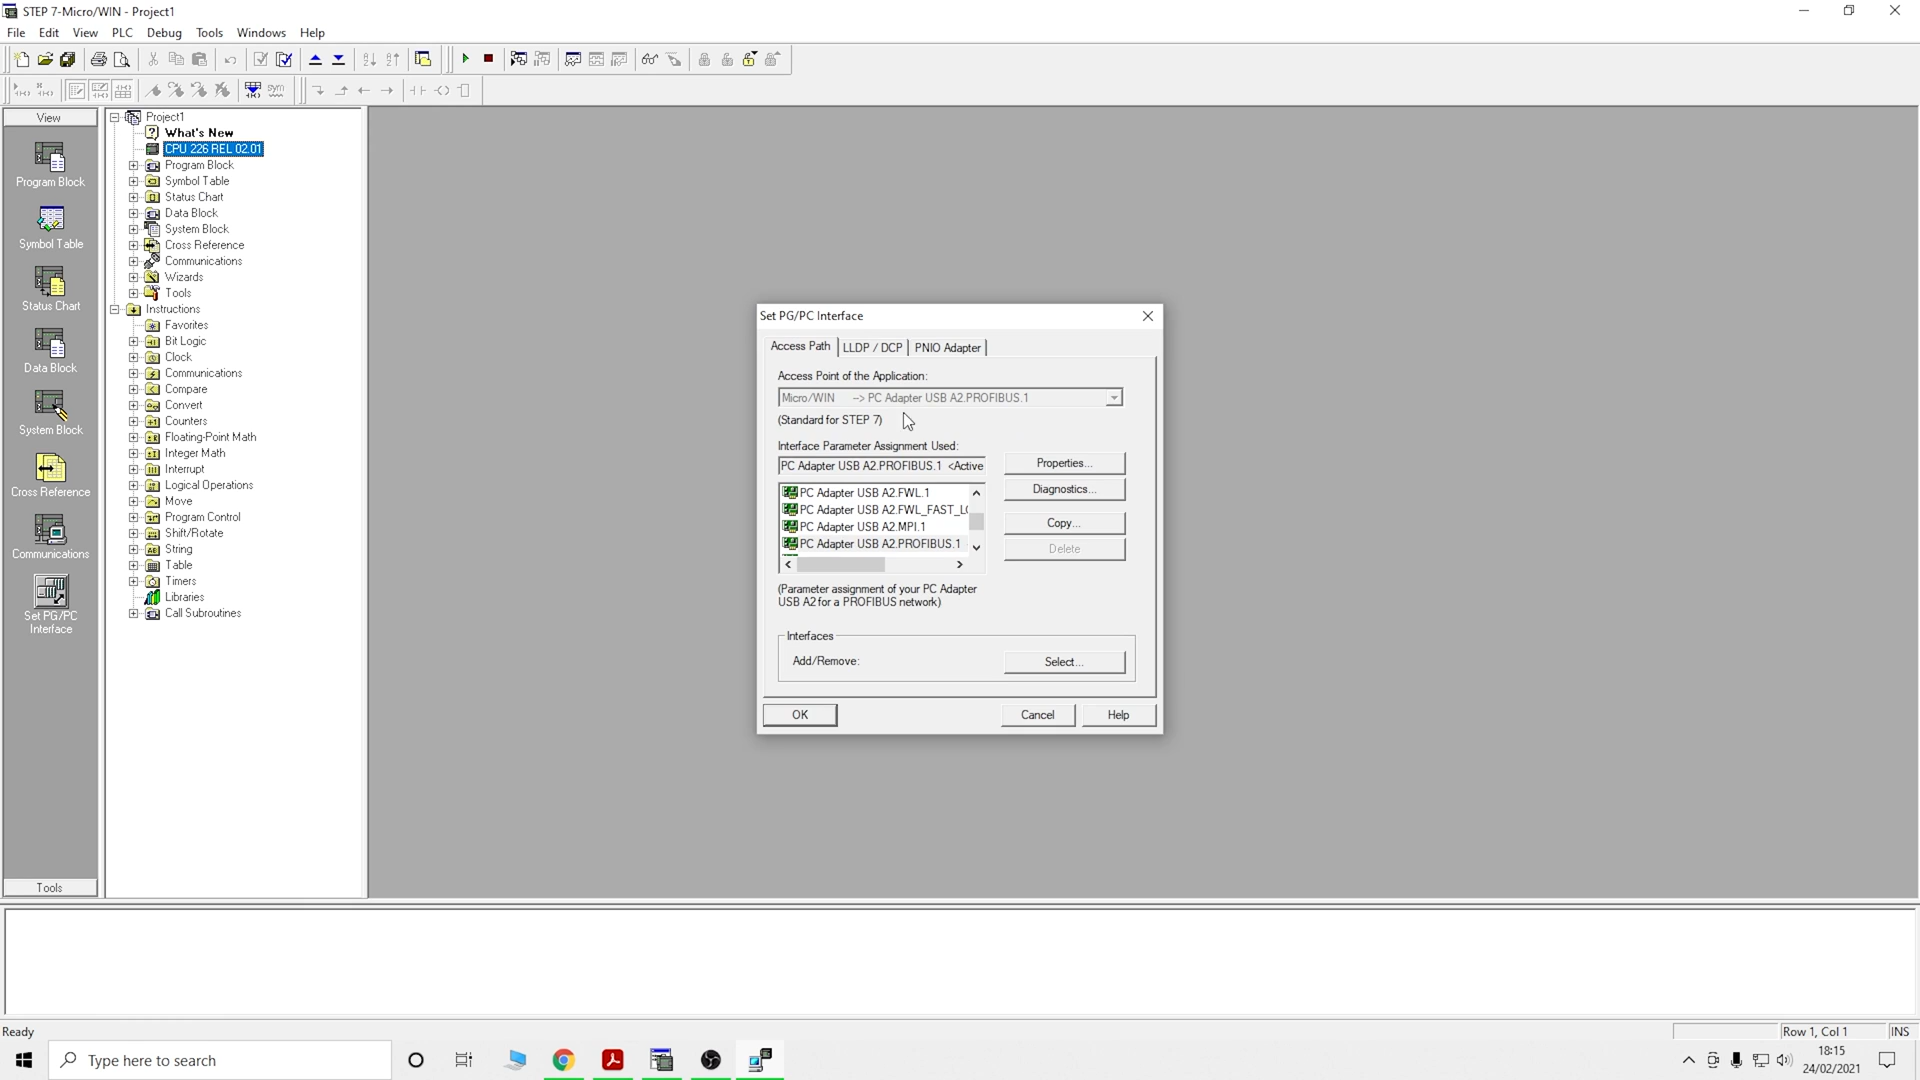 STEP 7-Micro/WIN - Project1
File Edit View PLC Debug Tools Windows Help
View
Program Block
Symbol Table
Status Chart
Data Block
System Block
Cross Reference
Communications
Set PG/PC
Interface
Tools
Project1
What's New
CPU 226 REL 02.01
Program Block
Symbol Table
Status Chart
Data Block
System Block
Cross Reference
Communications
Wizards
Tools
Instructions
Favorites
Bit Logic
Clock
Communications
Compare
Convert
Counters
Floating-Point Math
Integer Math
Interrupt
Logical Operations
Move
Program Control
Shift/Rotate
String
Table
Timers
Libraries
Call Subroutines
Set PG/PC Interface
Access Path LLDP / DCP PNIO Adapter
Access Point of the Application:
Micro/WIN --> PC Adapter USB A2.PROFIBUS.1
(Standard for STEP 7)
Interface Parameter Assignment Used:
PC Adapter USB A2.PROFIBUS.1 <Active
Properties...
PC Adapter USB A2.FWL.1
PC Adapter USB A2.FWL_FAST_L
PC Adapter USB A2.MPI.1
PC Adapter USB A2.PROFIBUS.1
Diagnostics...
Copy...
Delete
(Parameter assignment of your PC Adapter
USB A2 for a PROFIBUS network)
Interfaces
Add/Remove: Select...
OK Cancel Help
Ready
Row 1, Col 1 INS
Type here to search
18:15
24/02/2021